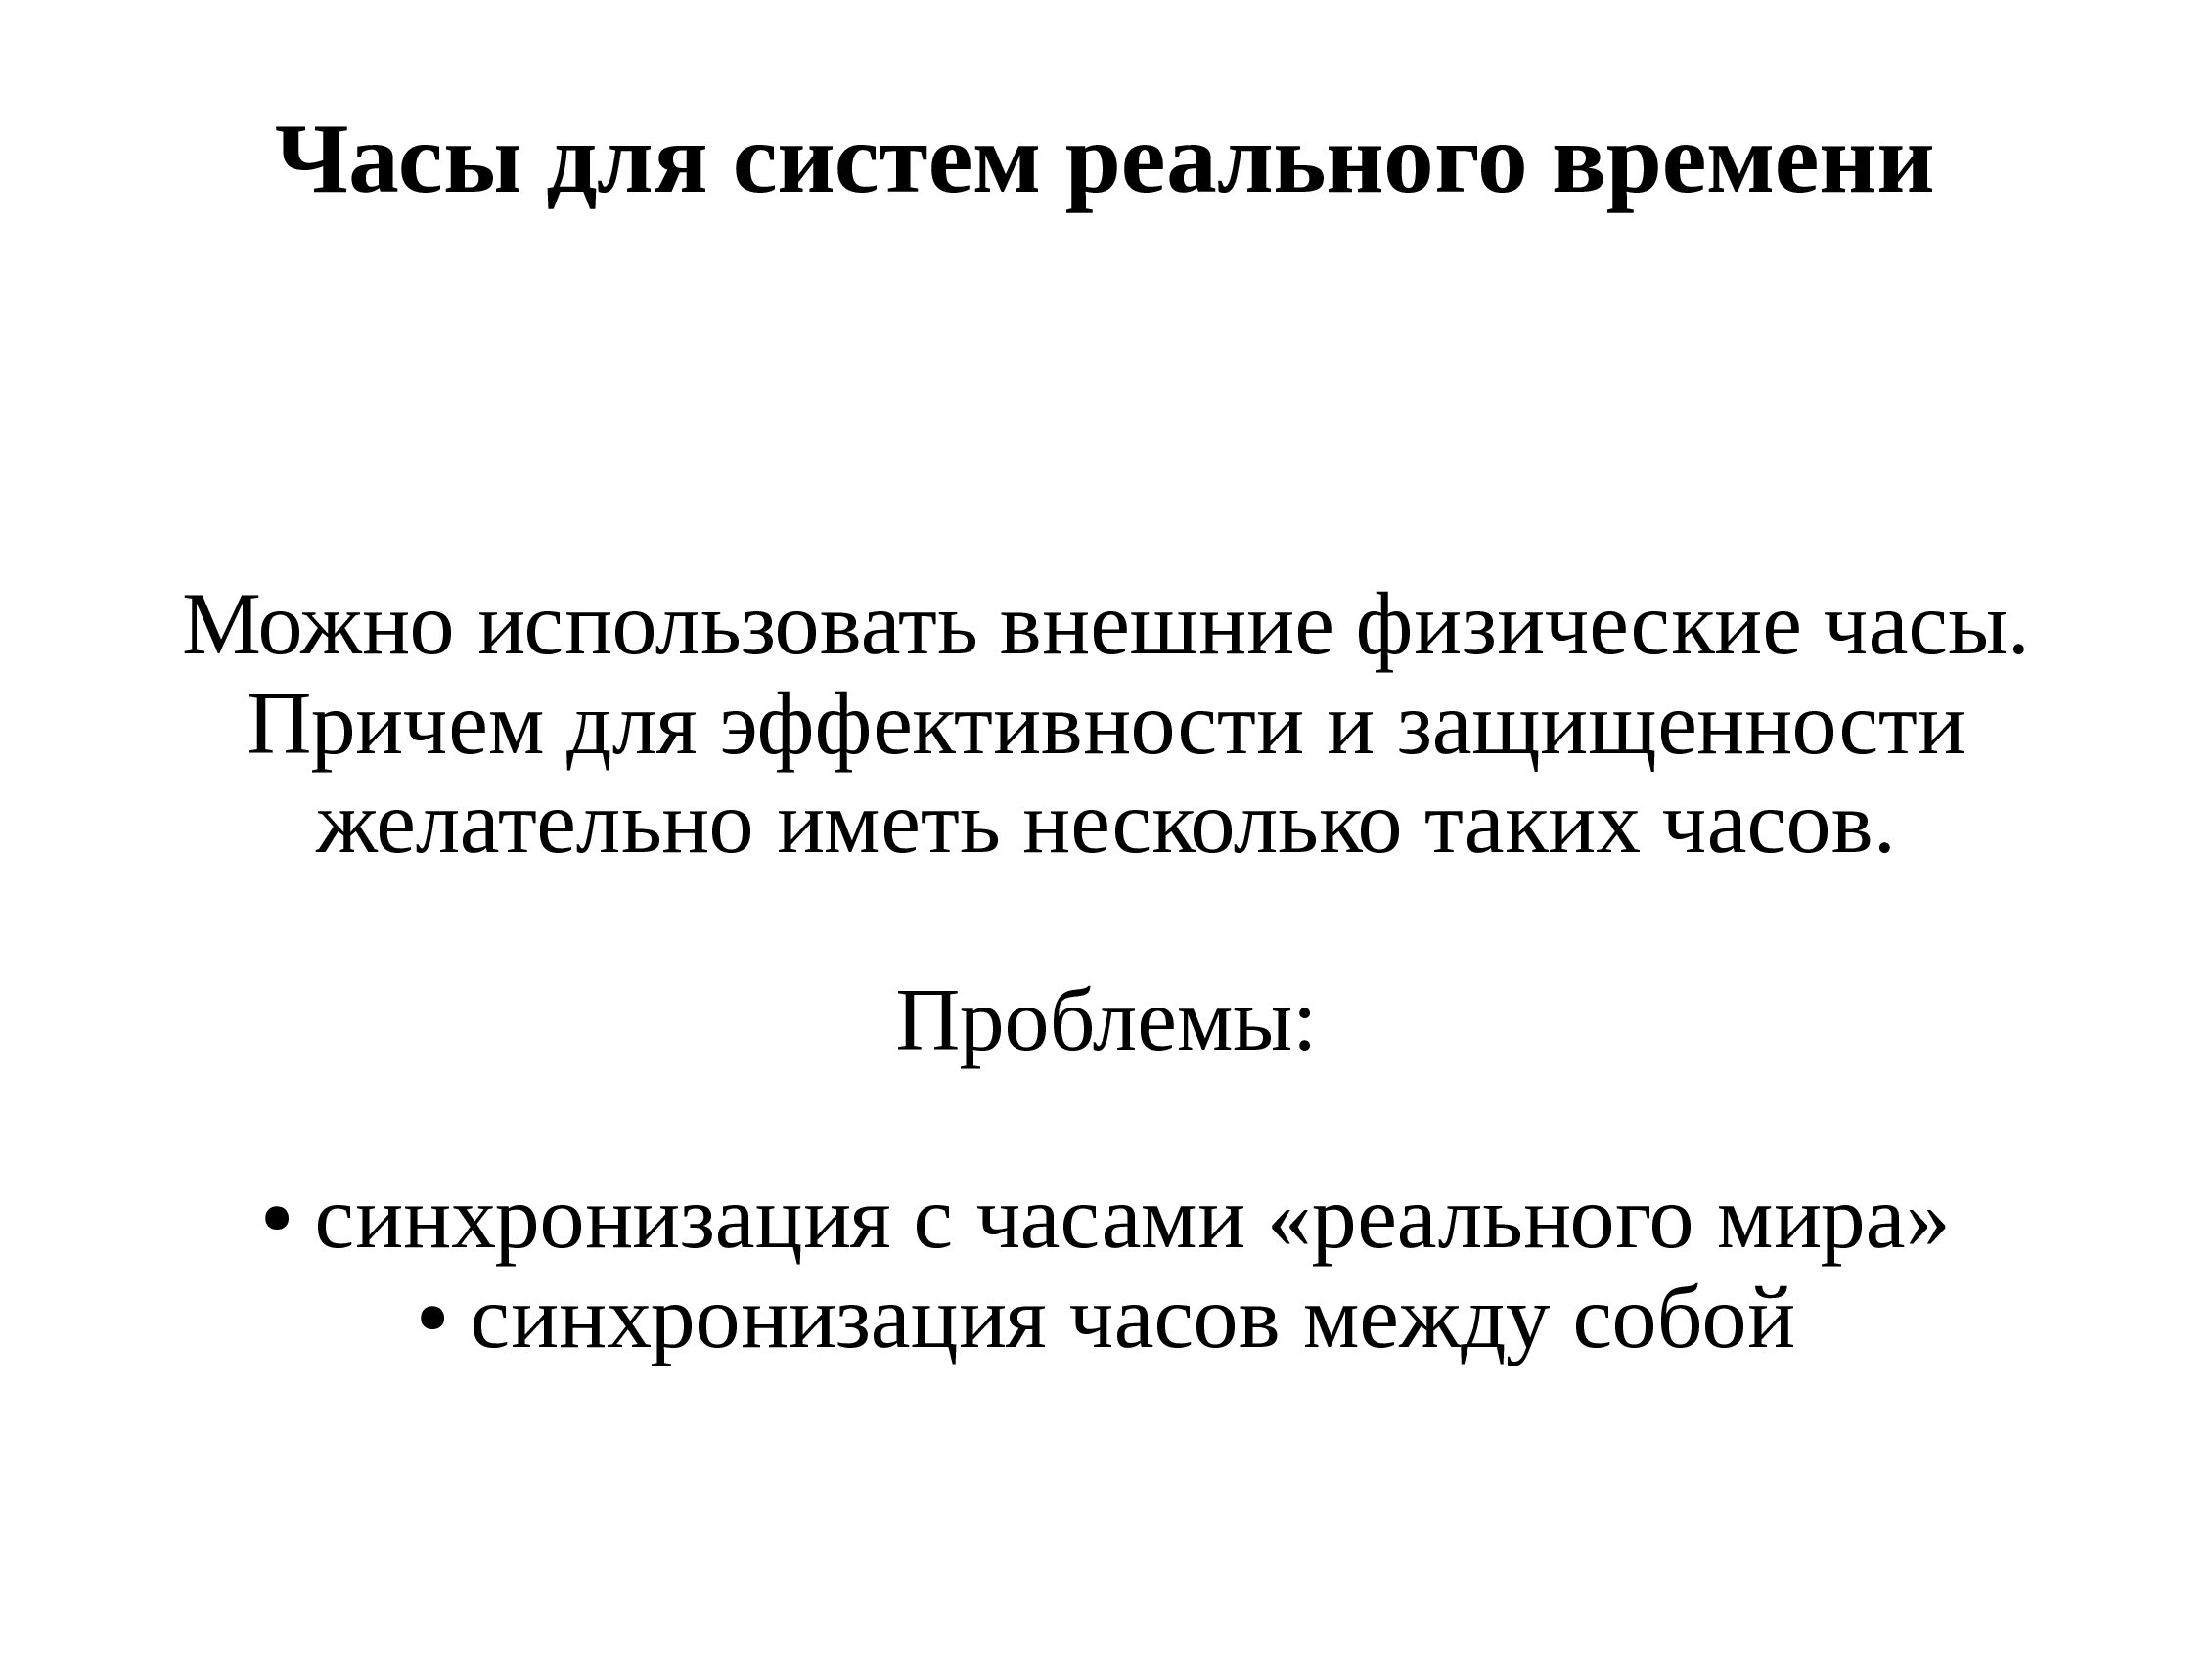 Часы для систем реального времени
Можно использовать внешние физические часы.
Причем для эффективности и защищенности
желательно иметь несколько таких часов.
Проблемы:
• синхронизация с часами «реального мира»
• синхронизация часов между собой